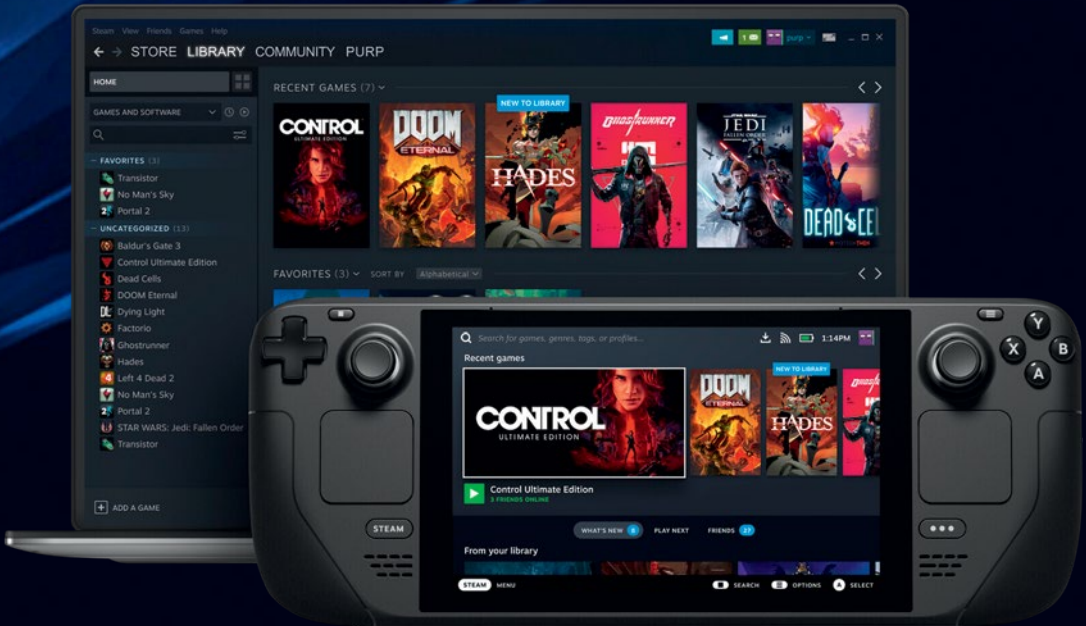 Steam View Friends Games Help
STORE LIBRARY COMMUNITY PURP
1
purp
HOME
GAMES AND SOFTWARE
FAVORITES (3)
Transistor
No Man's Sky
Portal 2
UNCATEGORIZED (13)
Baldur's Gate 3
Control Ultimate Edition
Dead Cells
DOOM Eternal
Dying Light
Factorio
Ghostrunner
Hades
Left 4 Dead 2
No Man's Sky
Portal 2
STAR WARS: Jedi: Fallen Order
Transistor
ADD A GAME
RECENT GAMES (7)
NEW TO LIBRARY
CONTROL
ULTIMATE EDITION
DOOM
ETERNAL
HADES
GHOSTRUNNER
STAR WARS
JEDI
FALLEN ORDER
DEAD CEL
FAVORITES (3) SORT BY Alphabetical
Search for games, genres, tags, or profiles...
1:14PM
Recent games
NEW TO LIBRARY
CONTROL
ULTIMATE EDITION
DOOM
ETERNAL
HADES
Control Ultimate Edition
3 FRIENDS ONLINE
WHAT'S NEW 8 PLAY NEXT FRIENDS 27
From your library
STEAM MENU
SEARCH OPTIONS A SELECT
STEAM
Y
X B
A